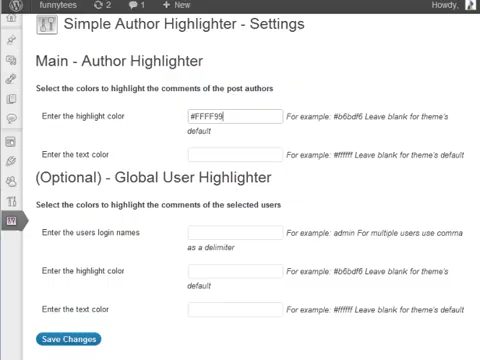 funnytees 2 1 + New Howdy,
Simple Author Highlighter - Settings
Main - Author Highlighter
Select the colors to highlight the comments of the post authors
Enter the highlight color #FFFF99 For example: #b6bdf6 Leave blank for theme's
default
Enter the text color For example: #ffffff Leave blank for theme's default
(Optional) - Global User Highlighter
Select the colors to highlight the comments of the selected users
Enter the users login names For example: admin For multiple users use comma
as a delimiter
Enter the highlight color For example: #b6bdf6 Leave blank for theme's
default
Enter the text color For example: #ffffff Leave blank for theme's default
Save Changes